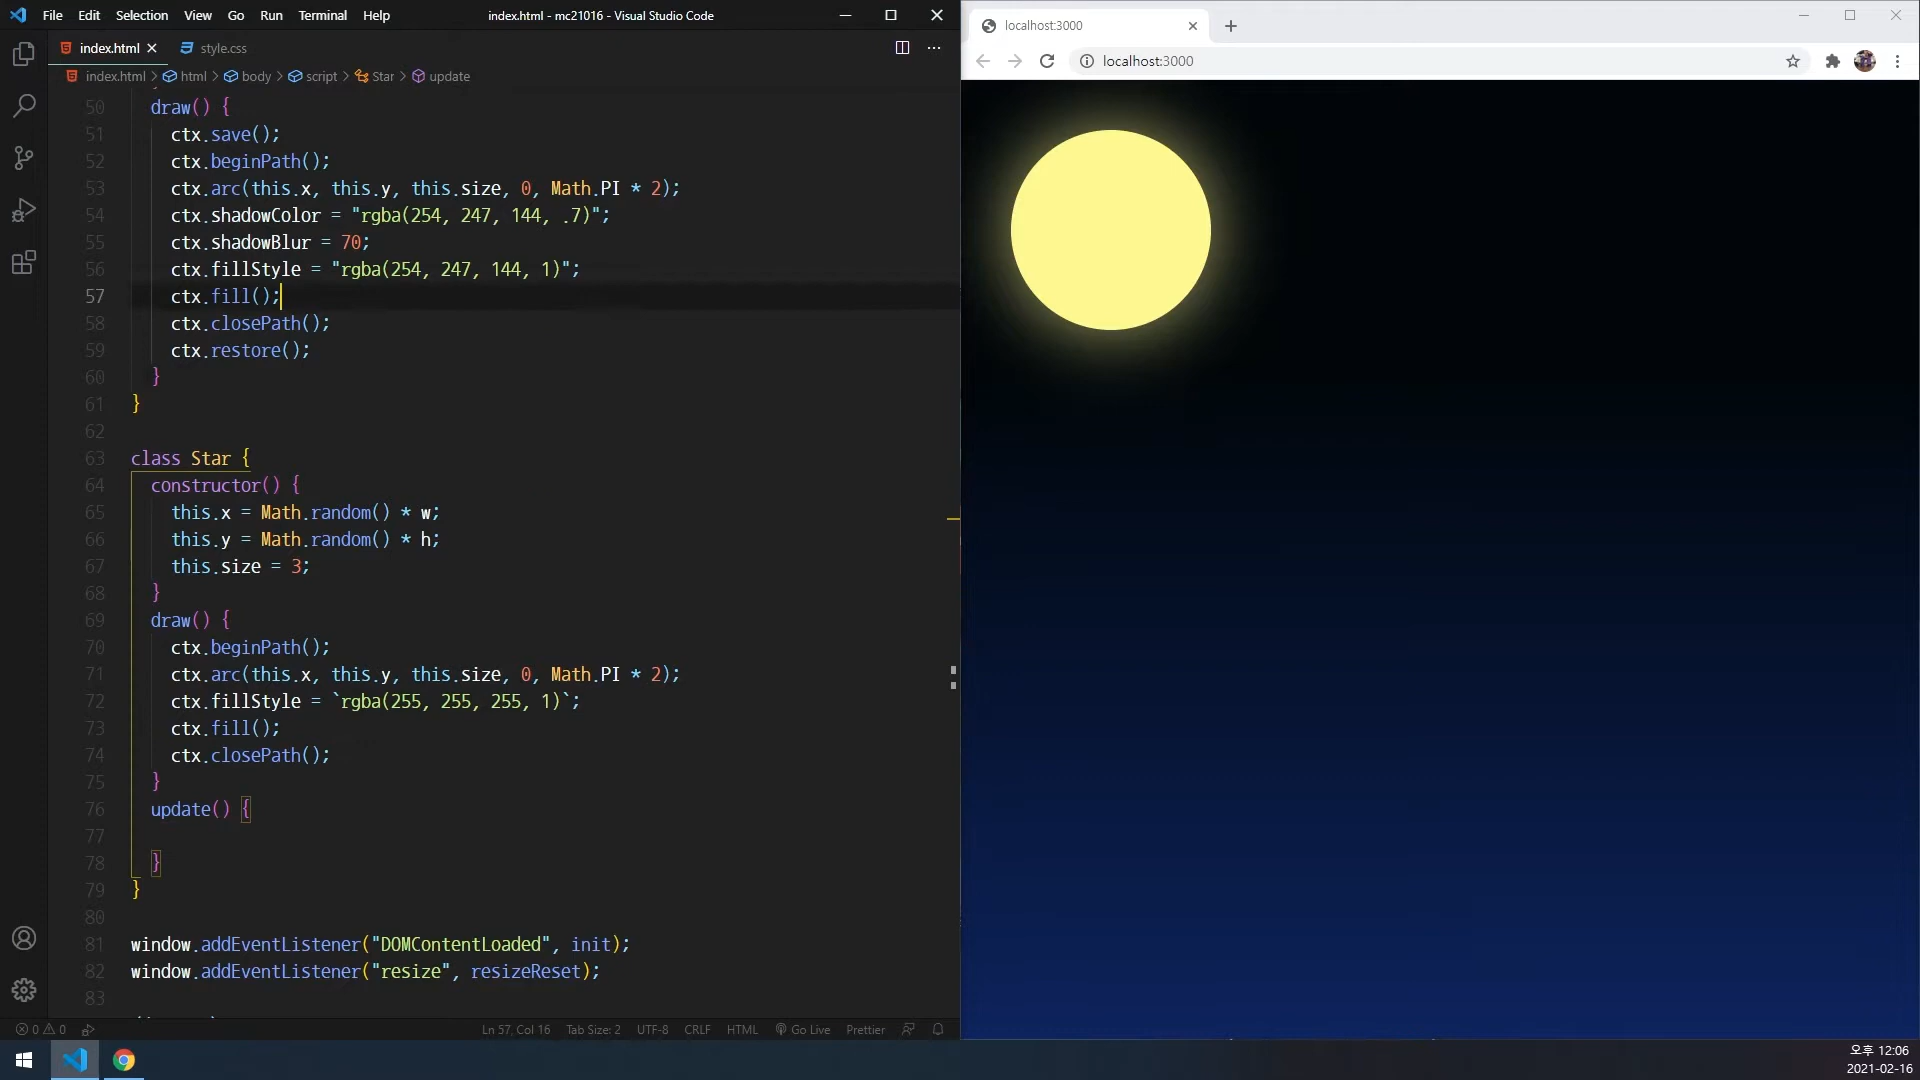 File Edit Selection View Go Run Terminal Help
index.html - mc21016 - Visual Studio Code
index.html
style.css
index.html > html > body > script > Star > update
50 draw() {
51 ctx.save();
52 ctx.beginPath();
53 ctx.arc(this.x, this.y, this.size, 0, Math.PI * 2);
54 ctx.shadowColor = "rgba(254, 247, 144, .7)";
55 ctx.shadowBlur = 70;
56 ctx.fillStyle = "rgba(254, 247, 144, 1)";
57 ctx.fill();
58 ctx.closePath();
59 ctx.restore();
60 }
61 }
62
63 class Star {
64 constructor() {
65 this.x = Math.random() * w;
66 this.y = Math.random() * h;
67 this.size = 3;
68 }
69 draw() {
70 ctx.beginPath();
71 ctx.arc(this.x, this.y, this.size, 0, Math.PI * 2);
72 ctx.fillStyle = `rgba(255, 255, 255, 1)`;
73 ctx.fill();
74 ctx.closePath();
75 }
76 update() {
77
78 }
79 }
80
81 window.addEventListener("DOMContentLoaded", init);
82 window.addEventListener("resize", resizeReset);
83
0 0
Ln 57, Col 16 Tab Size: 2 UTF-8 CRLF HTML Go Live Prettier
localhost:3000
localhost:3000
오후 12:06
2021-02-16